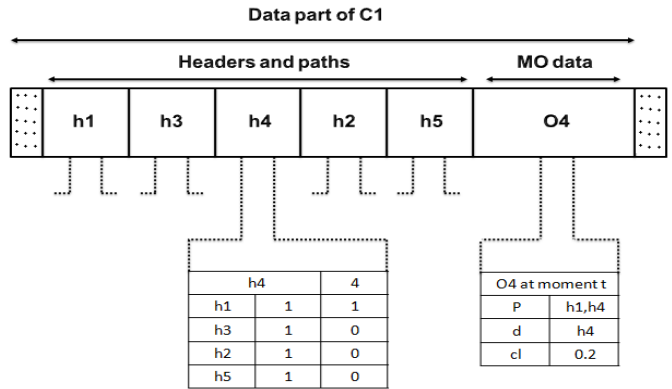 Data part of C1
Headers and paths MO data
h1 h3 h4 h2 h5 O4
h4 4
h1 1 1
h3 1 0
h2 1 0
h5 1 0
O4 at moment t
P h1,h4
d h4
cl 0.2